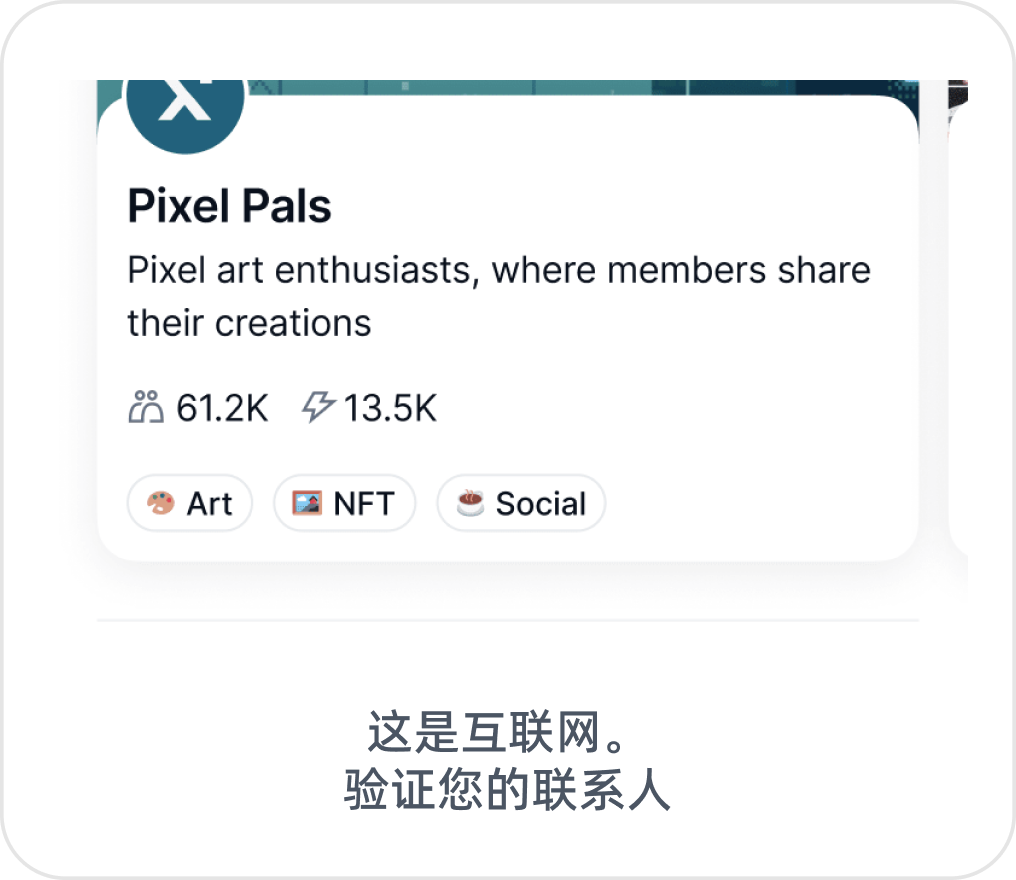 Pixel Pals
Pixel art enthusiasts, where members share
their creations
61.2K 13.5K
Art NFT Social
这是互联网。
验证您的联系人